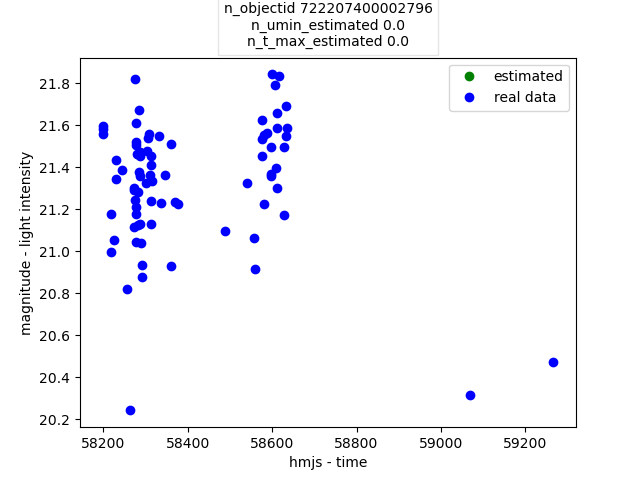 n_objectid 722207400002796
n_umin_estimated 0.0
n_t_max_estimated 0.0
estimated
real data
21.8
21.6
21.4
21.2
21.0
20.8
20.6
20.4
20.2
magnitude - light intensity
58200 58400 58600 58800 59000 59200
hmjs - time